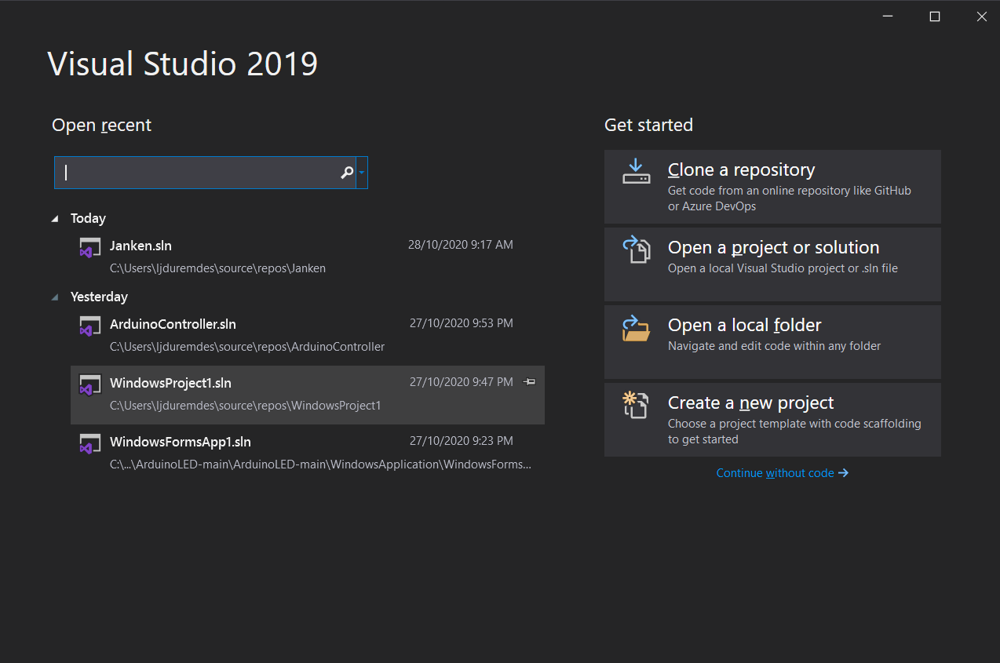 Visual Studio 2019
Open recent
Today
Janken.sln 28/10/2020 9:17 AM
C:\Users\ljduremdes\source\repos\Janken
Yesterday
ArduinoController.sln 27/10/2020 9:53 PM
C:\Users\ljduremdes\source\repos\ArduinoController
WindowsProject1.sln 27/10/2020 9:47 PM
C:\Users\ljduremdes\source\repos\WindowsProject1
WindowsFormsApp1.sln 27/10/2020 9:23 PM
C:\...\ArduinoLED-main\ArduinoLED-main\WindowsApplication\WindowsForms...
Get started
Clone a repository
Get code from an online repository like GitHub
or Azure DevOps
Open a project or solution
Open a local Visual Studio project or .sln file
Open a local folder
Navigate and edit code within any folder
Create a new project
Choose a project template with code scaffolding
to get started
Continue without code →